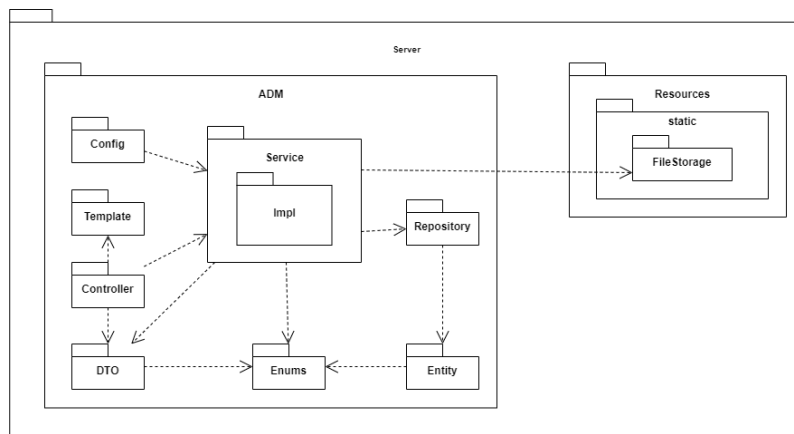 Server
ADM
Resources
static
Config
Service
FileStorage
Template
Impl
Repository
Controller
DTO
Enums
Entity